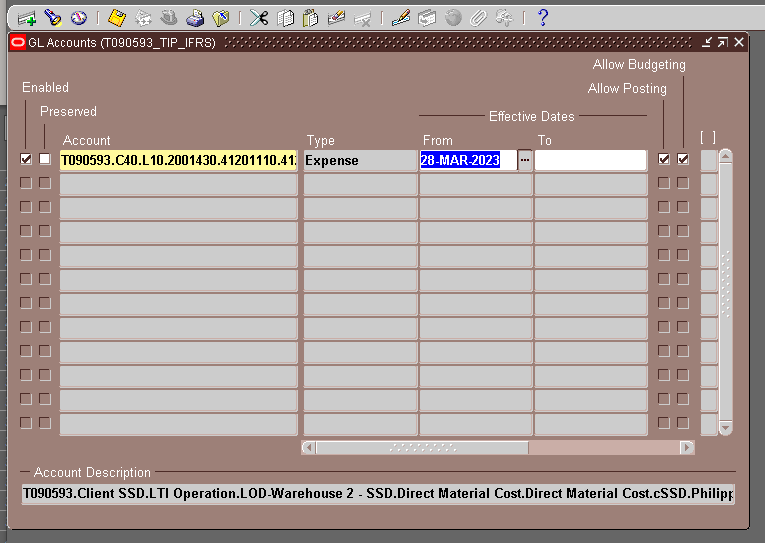 GL Accounts (T090593_TIP_IFRS)
Allow Budgeting
Enabled
Allow Posting
Preserved
Effective Dates
Account Type From To [ ]
T090593.C40.L10.2001430.41201110.41 Expense 28-MAR-2023 ...
Account Description
T090593.Client SSD.LTI Operation.LOD-Warehouse 2 - SSD.Direct Material Cost.Direct Material Cost.cSSD.Philipp